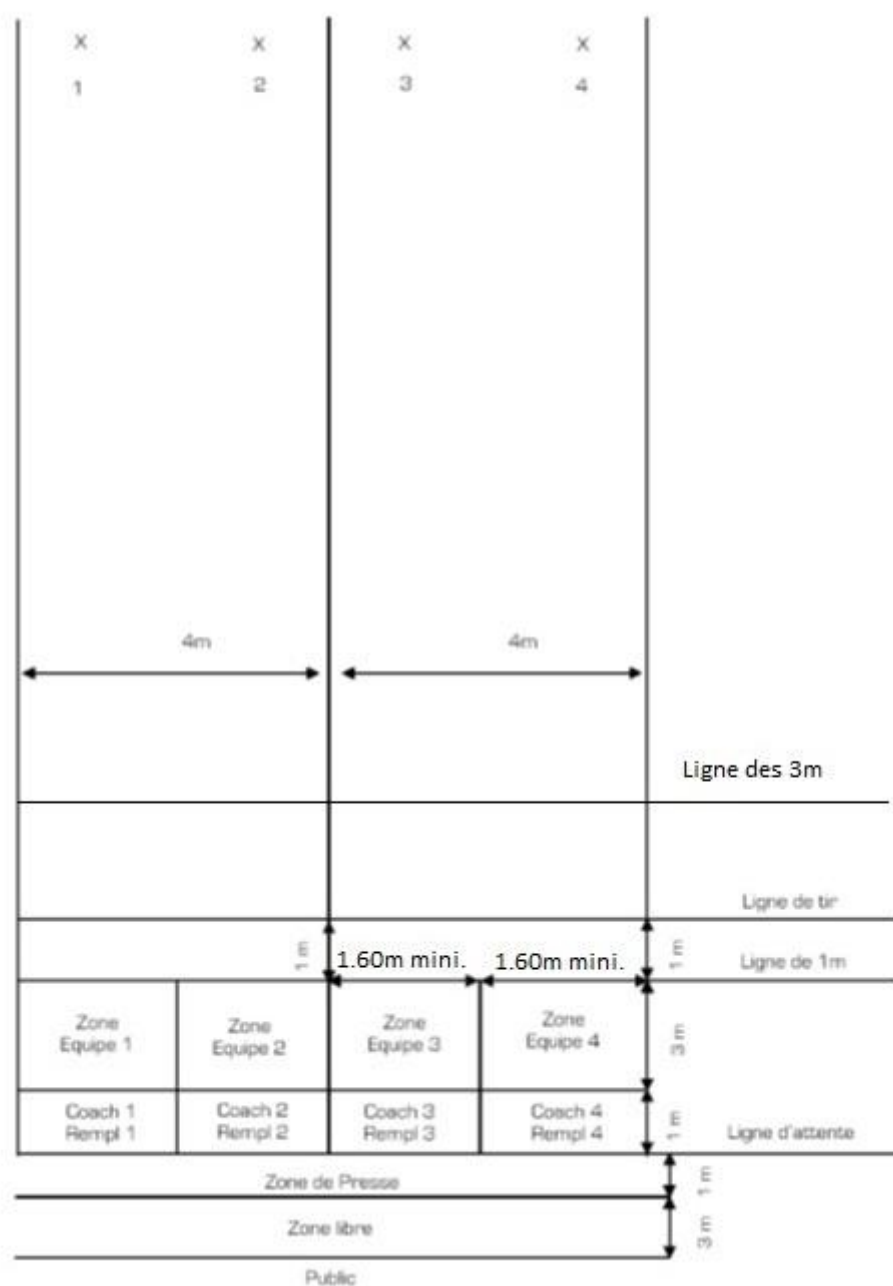 X X X X
1 2 3 4
4m 4m
Ligne des 3m
Ligne de tir
1 m 1.60m mini. 1.60m mini. 1 m Ligne de 1m
Zone Zone Zone Zone
Equipe 1 Equipe 2 Equipe 3 Equipe 4 3 m
Coach 1 Coach 2 Coach 3 Coach 4
Rempl 1 Rempl 2 Rempl 3 Rempl 4 1 m Ligne d'attente
Zone de Presse 1 m
Zone libre 3 m
Public